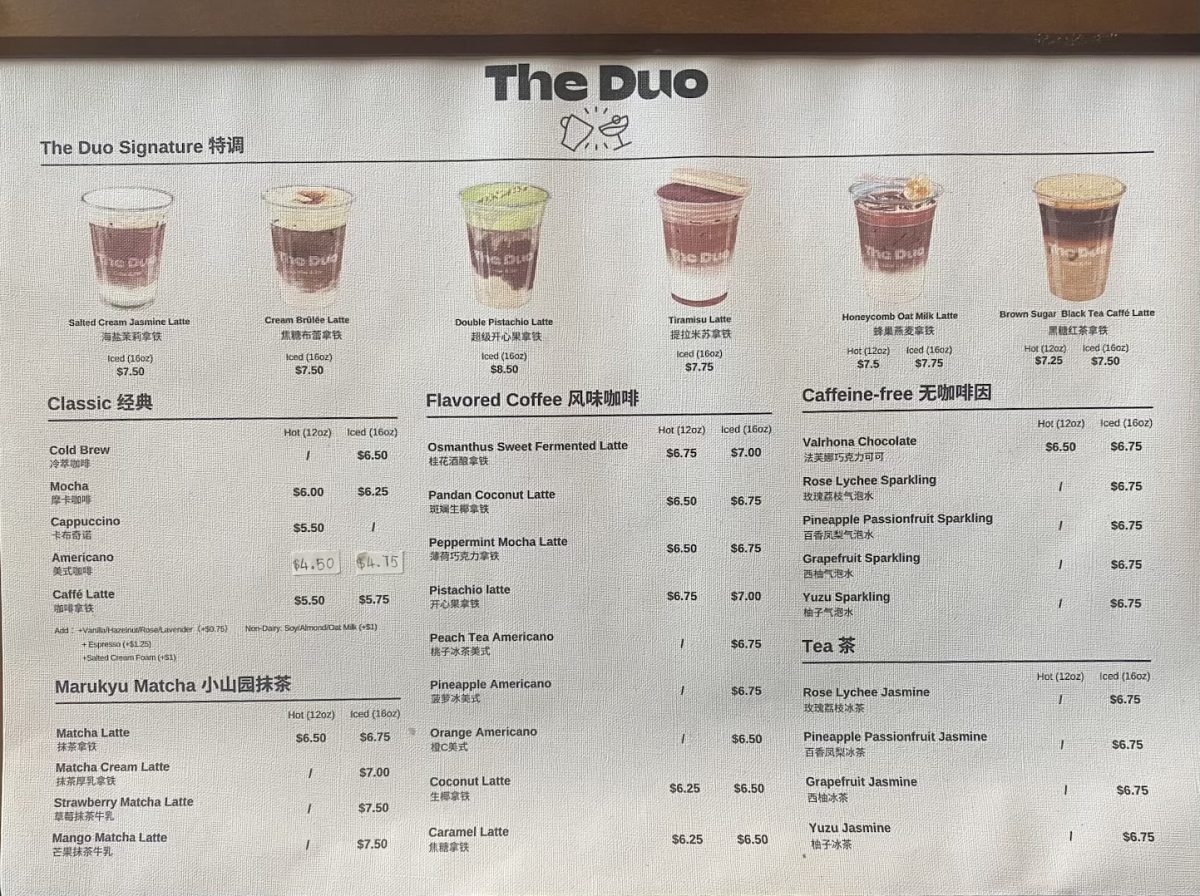 The Duo
The Duo Signature 特调
The Duo
The Duo
The Duo
The Duo
The Duo
The Duo
Salted Cream Jasmine Latte
海盐茉莉拿铁
Iced (16oz)
$7.50
Cream Brûlée Latte
焦糖布蕾拿铁
Iced (16oz)
$7.50
Double Pistachio Latte
超级开心果拿铁
Iced (16oz)
$8.50
Tiramisu Latte
提拉米苏拿铁
Iced (16oz)
$7.75
Honeycomb Oat Milk Latte
蜂巢燕麦拿铁
Hot (12oz) Iced (16oz)
$7.5 $7.75
Brown Sugar Black Tea Caffé Latte
黑糖红茶拿铁
Hot (12oz) Iced (16oz)
$7.25 $7.50
Classic 经典
Hot (12oz) Iced (16oz)
Cold Brew / $6.50
冷萃咖啡
Mocha $6.00 $6.25
摩卡咖啡
Cappuccino $5.50 /
卡布奇诺
Americano $4.50 $4.75
美式咖啡
Caffé Latte $5.50 $5.75
咖啡拿铁
Add : +Vanilla/Hazelnut/Rose/Lavender (+$0.75) Non-Dairy: Soy/Almond/Oat Milk (+$1)
+ Espresso (+$1.25)
+Salted Cream Foam (+$1)
Marukyu Matcha 小山园抹茶
Hot (12oz) Iced (16oz)
Matcha Latte $6.50 $6.75
抹茶拿铁
Matcha Cream Latte / $7.00
抹茶厚乳拿铁
Strawberry Matcha Latte / $7.50
草莓抹茶牛乳
Mango Matcha Latte / $7.50
芒果抹茶牛乳
Flavored Coffee 风味咖啡
Hot (12oz) Iced (16oz)
Osmanthus Sweet Fermented Latte $6.75 $7.00
桂花酒酿拿铁
Pandan Coconut Latte $6.50 $6.75
斑斓生椰拿铁
Peppermint Mocha Latte $6.50 $6.75
薄荷巧克力拿铁
Pistachio latte $6.75 $7.00
开心果拿铁
Peach Tea Americano / $6.75
桃子冰茶美式
Pineapple Americano / $6.75
菠萝冰美式
Orange Americano / $6.50
橙C美式
Coconut Latte $6.25 $6.50
生椰拿铁
Caramel Latte $6.25 $6.50
焦糖拿铁
Caffeine-free 无咖啡因
Hot (12oz) Iced (16oz)
Valrhona Chocolate $6.50 $6.75
法芙娜巧克力可可
Rose Lychee Sparkling / $6.75
玫瑰荔枝气泡水
Pineapple Passionfruit Sparkling / $6.75
百香凤梨气泡水
Grapefruit Sparkling / $6.75
西柚气泡水
Yuzu Sparkling / $6.75
柚子气泡水
Tea 茶
Hot (12oz) Iced (16oz)
Rose Lychee Jasmine / $6.75
玫瑰荔枝冰茶
Pineapple Passionfruit Jasmine / $6.75
百香凤梨冰茶
Grapefruit Jasmine / $6.75
西柚冰茶
Yuzu Jasmine / $6.75
柚子冰茶